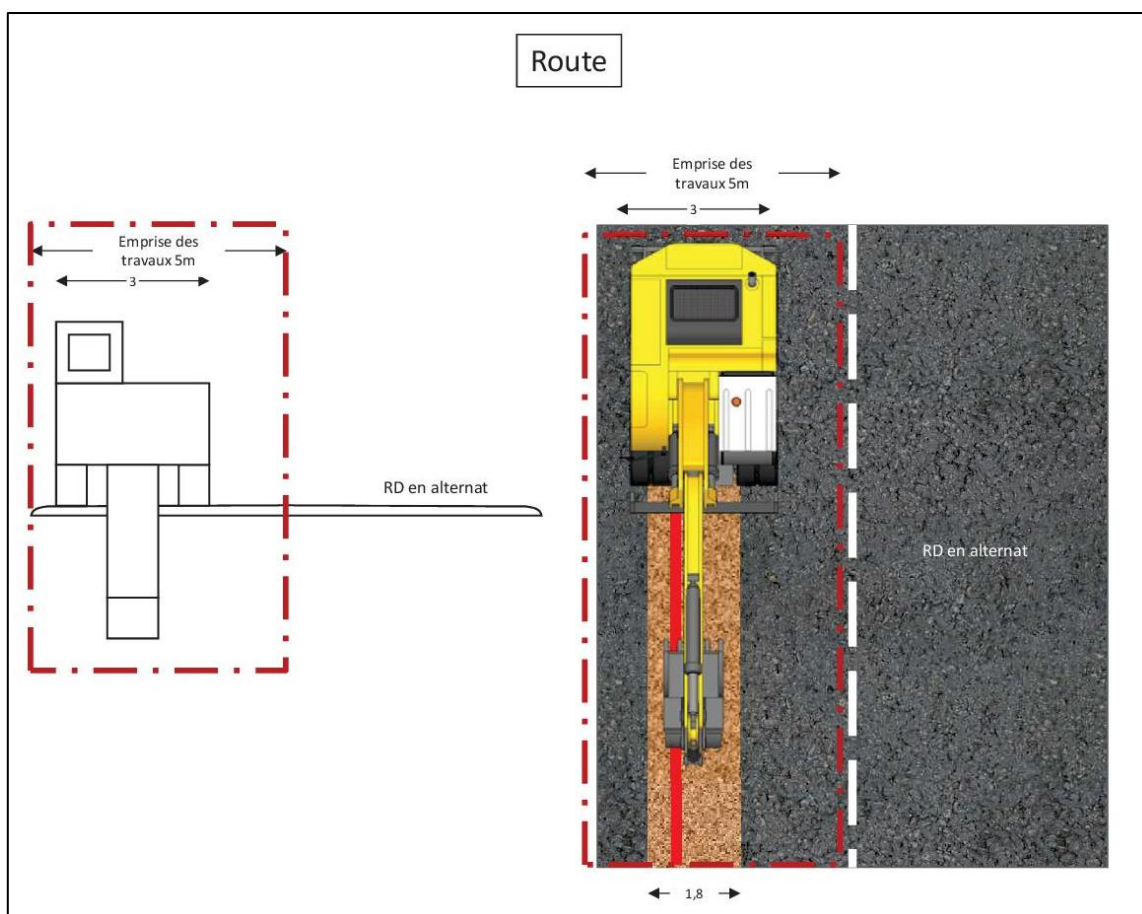 Route
Emprise des
travaux 5m
3
RD en alternat
Emprise des
travaux 5m
3
RD en alternat
1,8